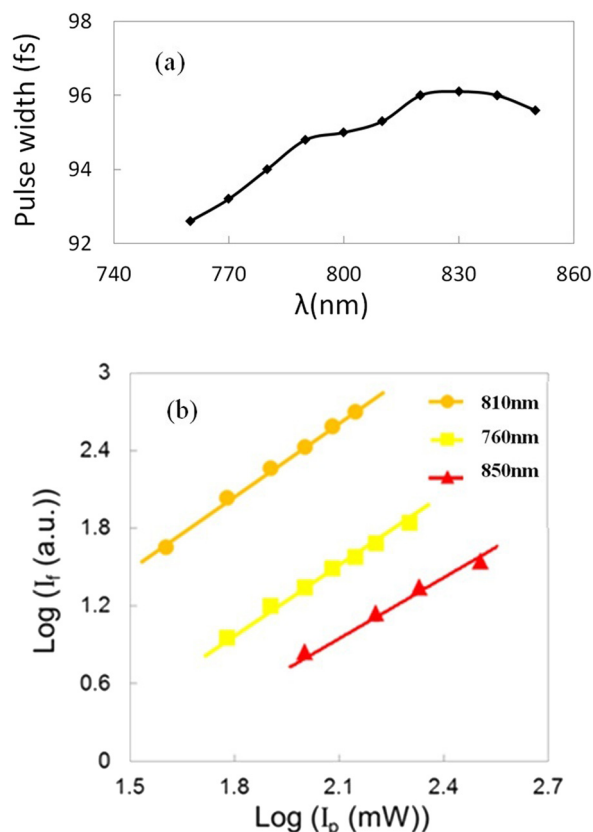 98
(a)
96
94
92
Pulse width (fs)
740 770 800 830 860
λ(nm)
3
(b)
810nm
760nm
850nm
2.4
1.8
1.2
0.6
0
Log (I_f (a.u.))
1.5 1.8 2.1 2.4 2.7
Log (I_p (mW))